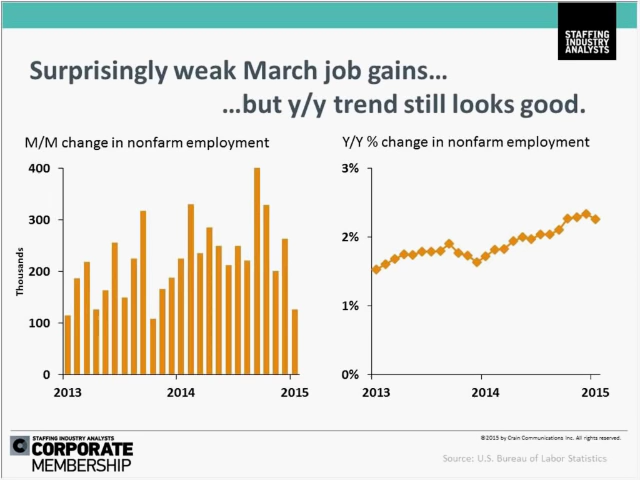 STAFFING
INDUSTRY
ANALYSTS
Surprisingly weak March job gains…
…but y/y trend still looks good.
M/M change in nonfarm employment
Thousands
400
300
200
100
0
2013
2014
2015
Y/Y % change in nonfarm employment
3%
2%
1%
0%
2013
2014
2015
STAFFING INDUSTRY ANALYSTS
CORPORATE
MEMBERSHIP
©2015 by Crain Communications Inc. All rights reserved.
Source: U.S. Bureau of Labor Statistics